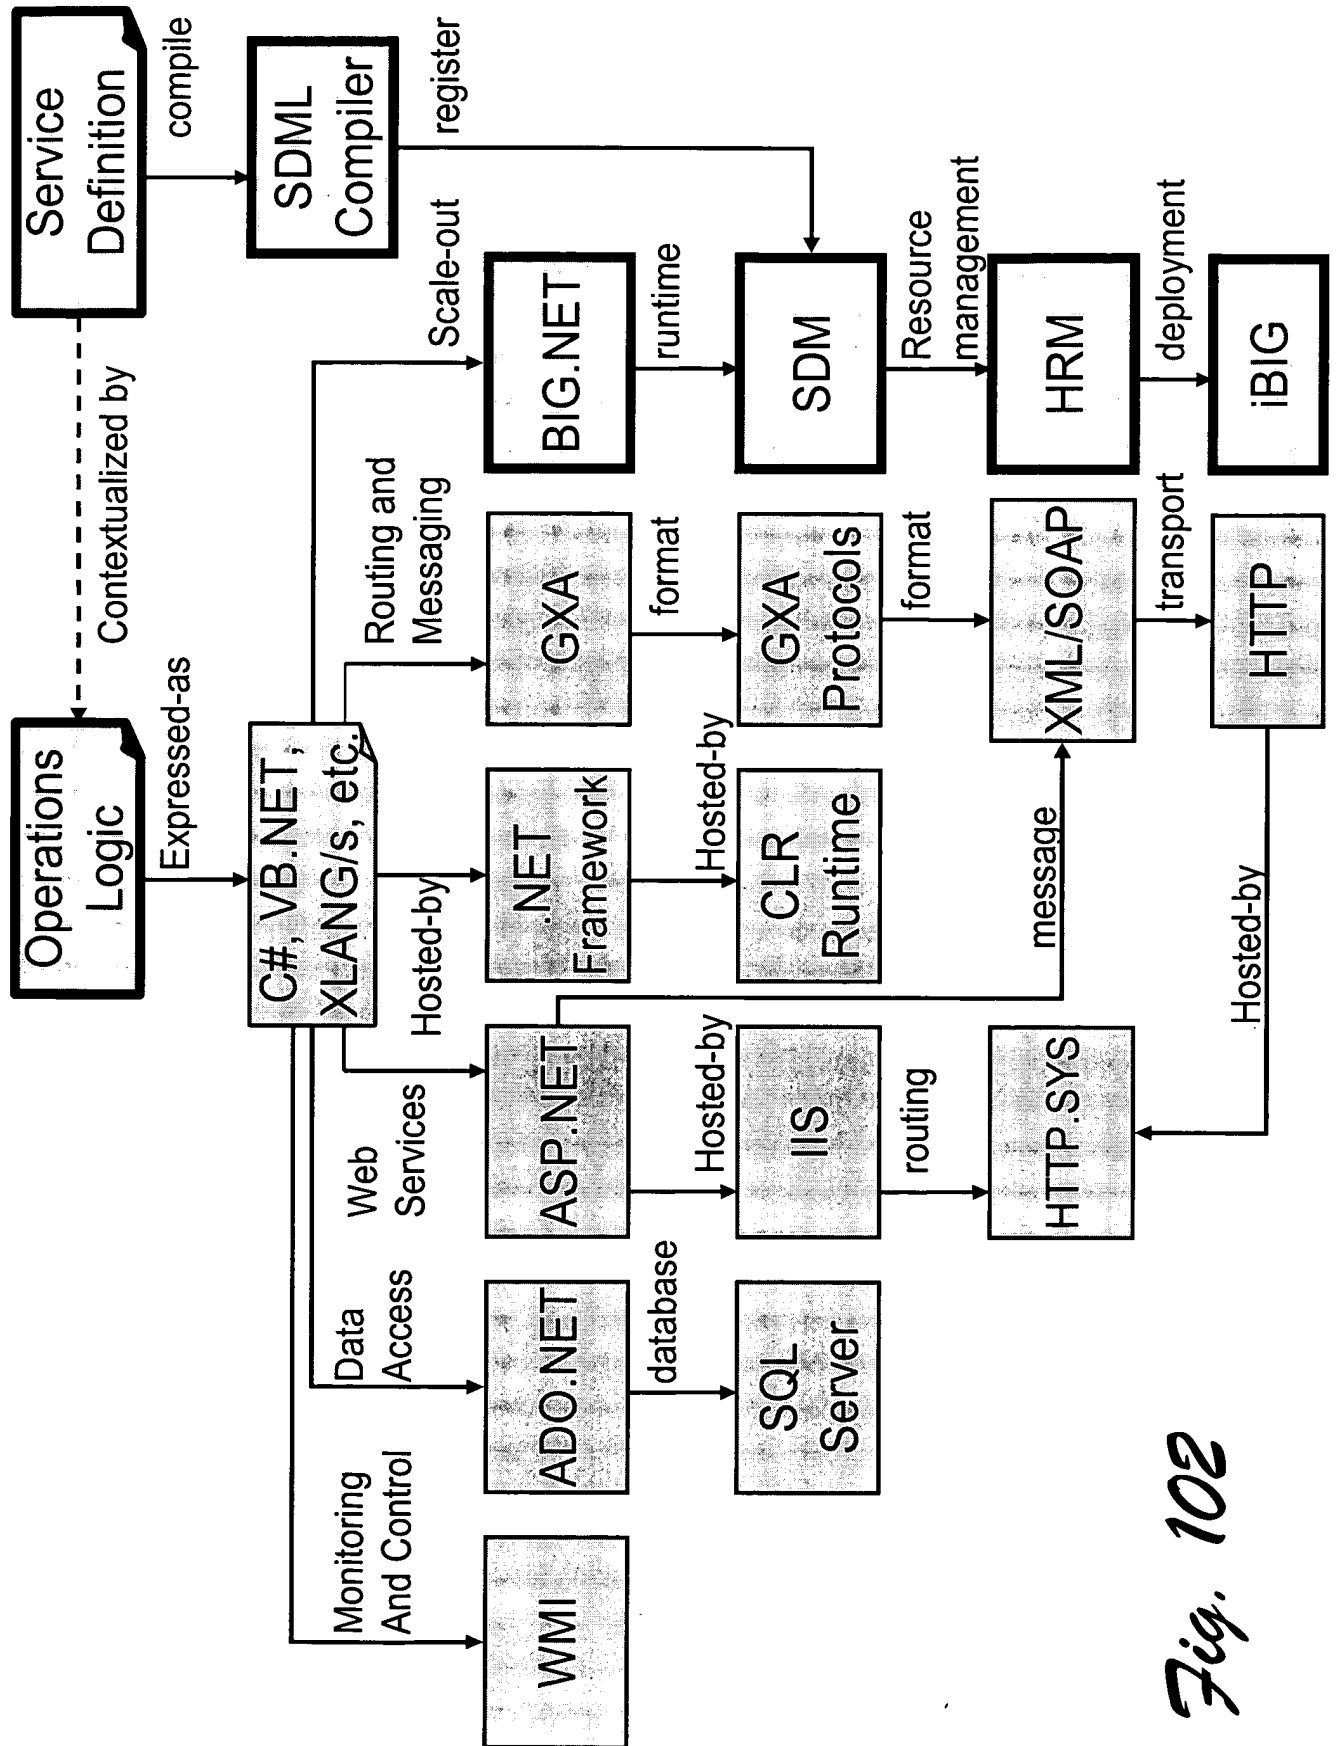 Operations
Logic
Contextualized by
Service
Definition
Expressed-as
compile
C#, VB.NET,
XLANG/s, etc.
SDML
Compiler
Monitoring
And Control
Data
Access
Web
Services
Hosted-by
Routing and
Messaging
Scale-out
register
WMI
ADO.NET
ASP.NET
.NET
Framework
GXA
BIG.NET
database
Hosted-by
Hosted-by
format
runtime
SQL
Server
IIS
CLR
Runtime
GXA
Protocols
SDM
routing
message
format
Resource
management
HTTP.SYS
XML/SOAP
HRM
transport
deployment
Hosted-by
HTTP
iBIG
Fig. 102